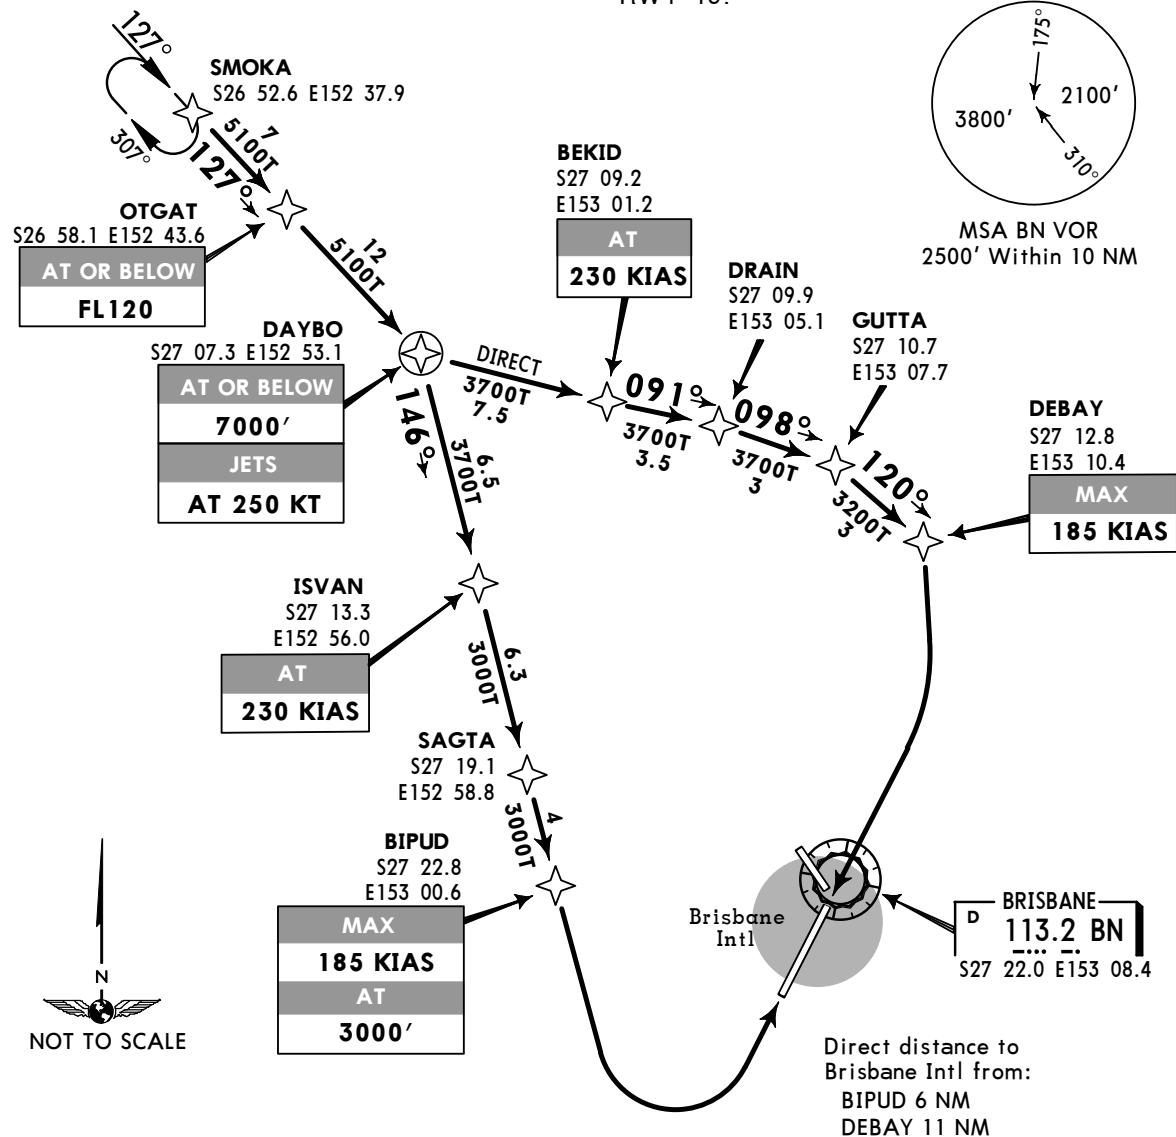 127°
SMOKA
S26 52.6 E152 37.9
307°
7
5100T
127°
175°
2100'
3800'
310°
MSA BN VOR
2500' Within 10 NM
OTGAT
S26 58.1 E152 43.6
AT OR BELOW
FL120
12
5100T
BEKID
S27 09.2
E153 01.2
AT
230 KIAS
DRAIN
S27 09.9
E153 05.1
GUTTA
S27 10.7
E153 07.7
DAYBO
S27 07.3 E152 53.1
AT OR BELOW
7000'
JETS
AT 250 KT
DIRECT
3700T
7.5
091°
3700T
3.5
098°
3700T
3
120°
3200T
3
DEBAY
S27 12.8
E153 10.4
MAX
185 KIAS
146°
6.5
3700T
ISVAN
S27 13.3
E152 56.0
AT
230 KIAS
6.3
3000T
SAGTA
S27 19.1
E152 58.8
4
3000T
BIPUD
S27 22.8
E153 00.6
MAX
185 KIAS
AT
3000'
Brisbane
Intl
BRISBANE
D 113.2 BN
S27 22.0 E153 08.4
N
NOT TO SCALE
Direct distance to
Brisbane Intl from:
BIPUD 6 NM
DEBAY 11 NM